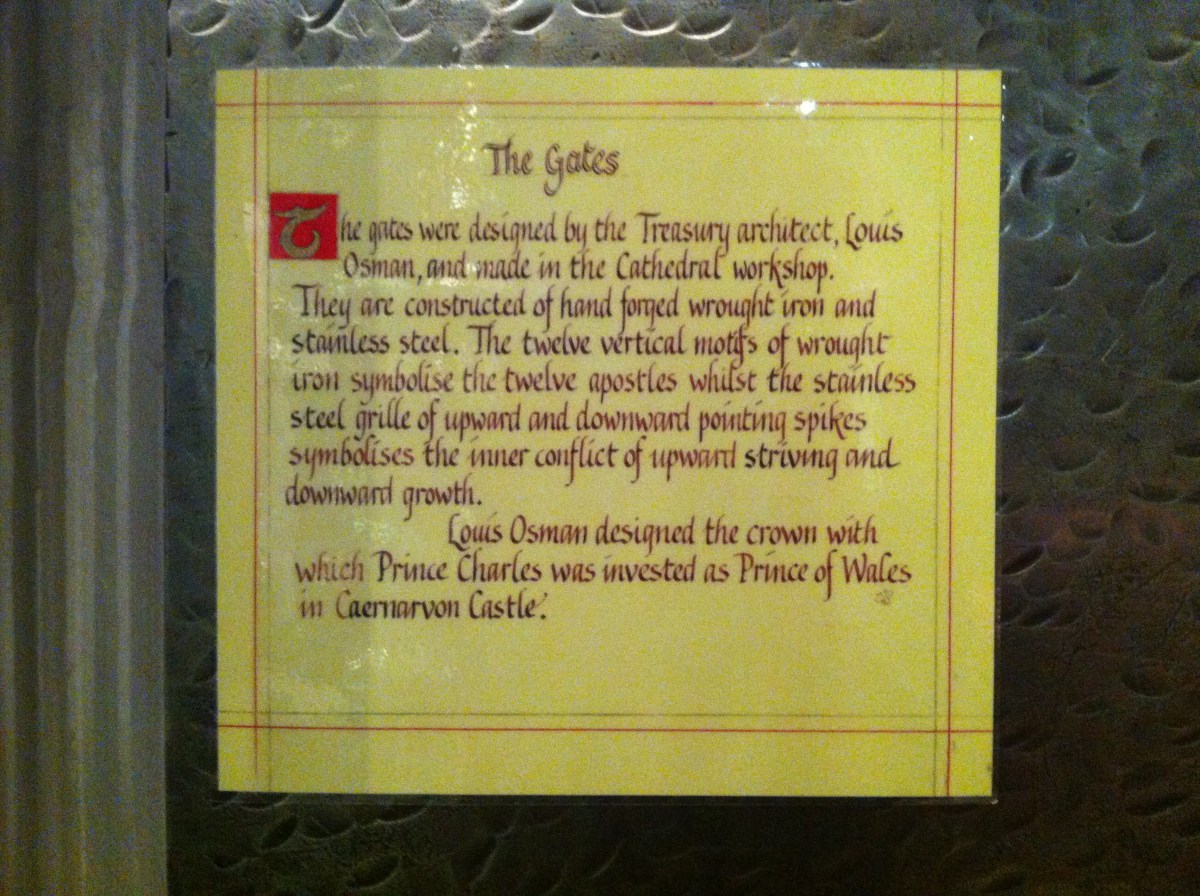 The Gates
The gates were designed by the Treasury architect, Louis
Osman, and made in the Cathedral workshop.
They are constructed of hand forged wrought iron and
stainless steel. The twelve vertical motifs of wrought
iron symbolise the twelve apostles whilst the stainless
steel grille of upward and downward pointing spikes
symbolises the inner conflict of upward striving and
downward growth.
Louis Osman designed the crown with
which Prince Charles was invested as Prince of Wales
in Caernarvon Castle.